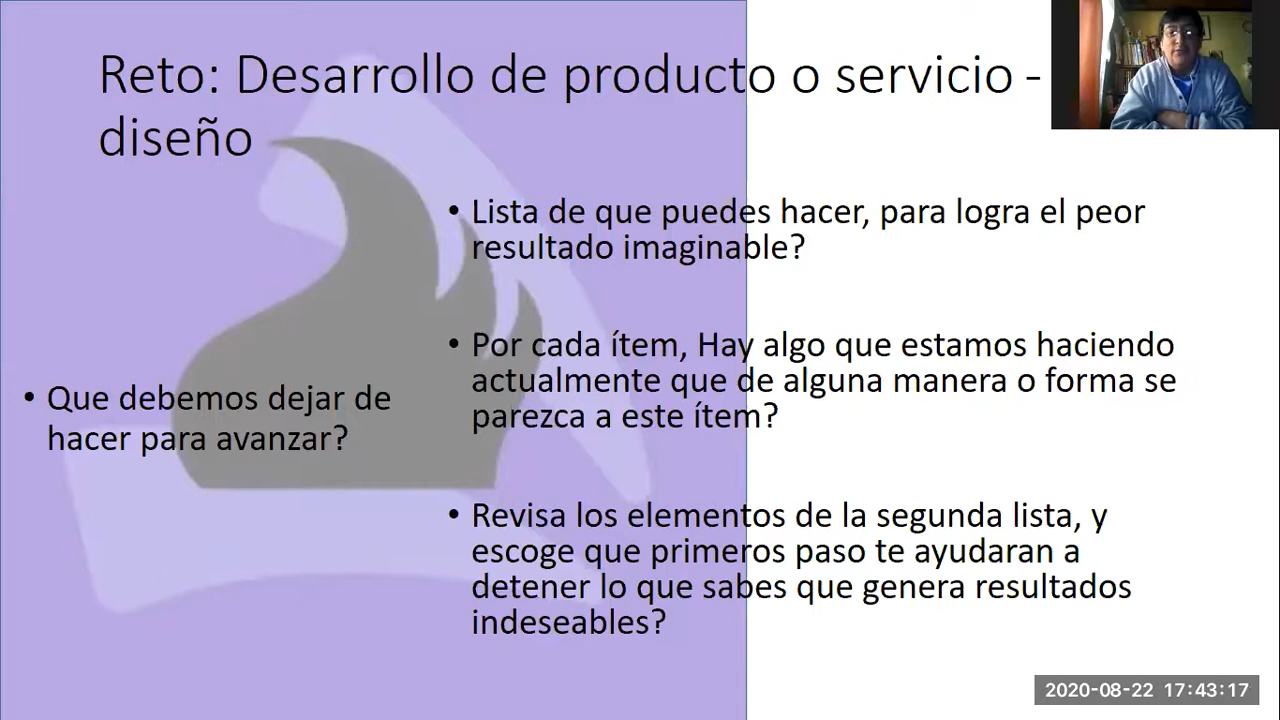 Reto: Desarrollo de producto o servicio -
diseño
• Que debemos dejar de
hacer para avanzar?
• Lista de que puedes hacer, para logra el peor
resultado imaginable?
• Por cada ítem, Hay algo que estamos haciendo
actualmente que de alguna manera o forma se
parezca a este ítem?
• Revisa los elementos de la segunda lista, y
escoge que primeros paso te ayudaran a
detener lo que sabes que genera resultados
indeseables?
2020-08-22 17:43:17